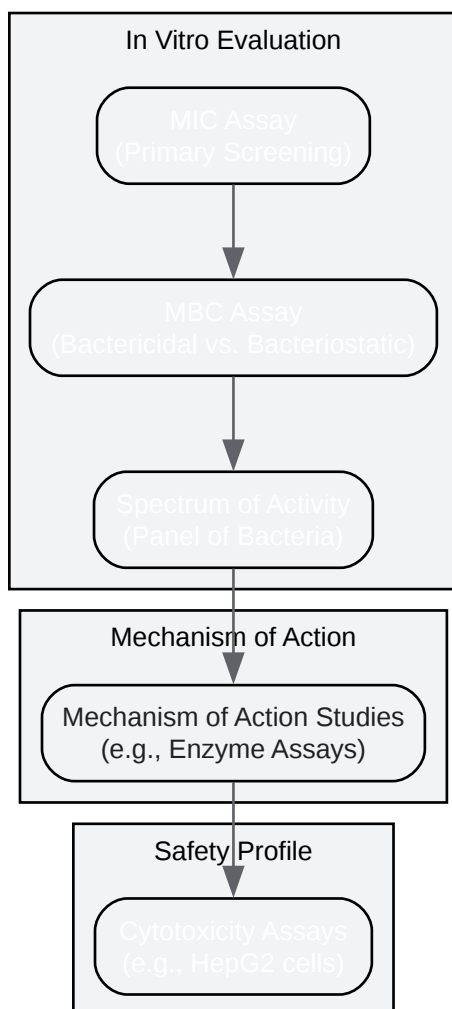 In Vitro Evaluation
MIC Assay
(Primary Screening)
MBC Assay
(Bactericidal vs. Bacteriostatic)
Spectrum of Activity
(Panel of Bacteria)
Mechanism of Action
Mechanism of Action Studies
(e.g., Enzyme Assays)
Safety Profile
Cytotoxicity Assays
(e.g., HepG2 cells)